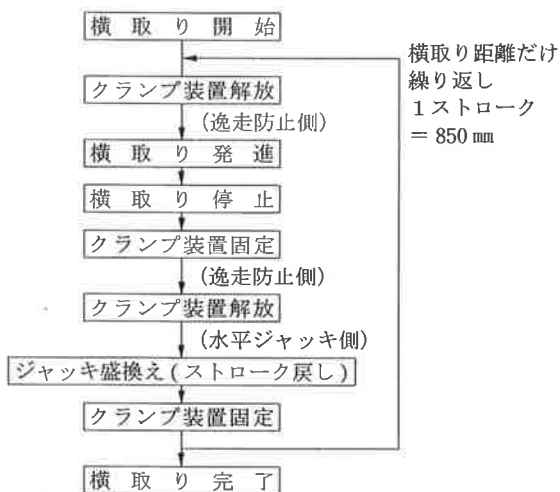 横取り開始
横取り距離だけ
繰り返し
1ストローク
＝850㎜
クランプ装置解放
(逸走防止側)
横取り発進
横取り停止
クランプ装置固定
(逸走防止側)
クランプ装置解放
(水平ジャッキ側)
ジャッキ盛換え(ストローク戻し)
クランプ装置固定
横取り完了